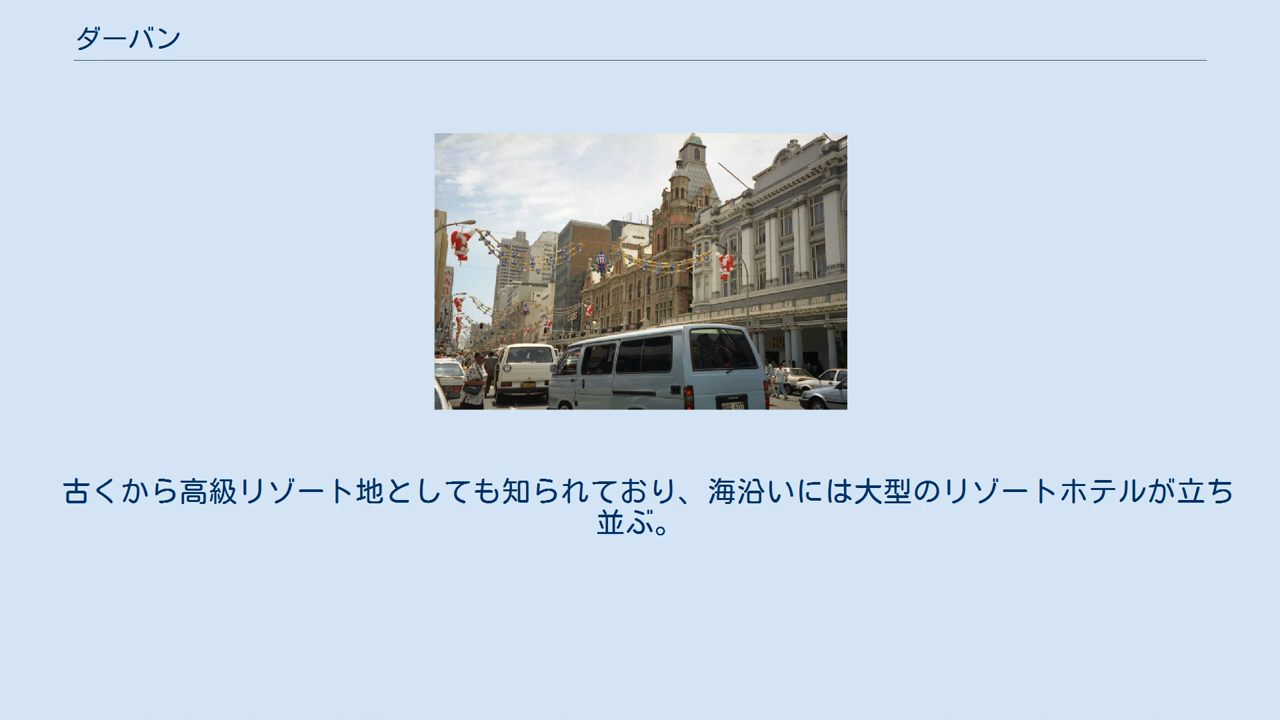 ダーバン
古くから高級リゾート地としても知られており、海沿いには大型のリゾートホテルが立ち
並ぶ。